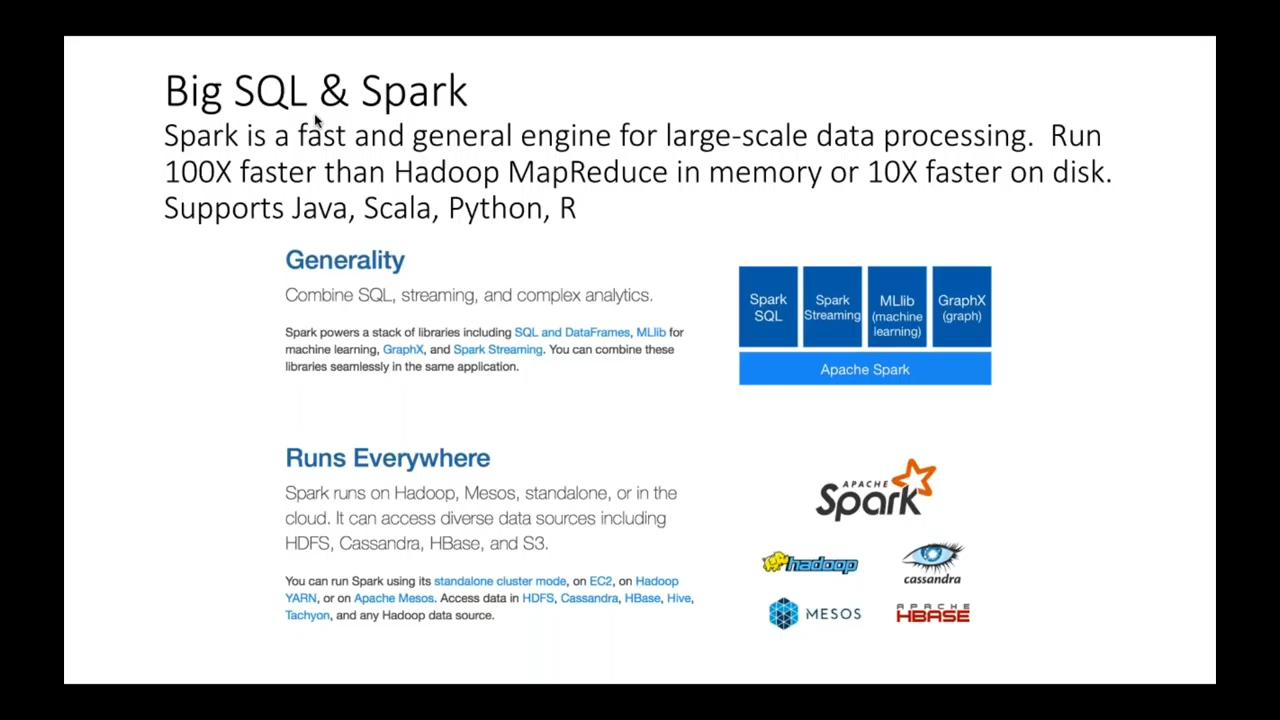 Big SQL & Spark
Spark is a fast and general engine for large-scale data processing. Run
100X faster than Hadoop MapReduce in memory or 10X faster on disk.
Supports Java, Scala, Python, R
Generality
Combine SQL, streaming, and complex analytics.
Spark powers a stack of libraries including SQL and DataFrames, MLlib for
machine learning, GraphX, and Spark Streaming. You can combine these
libraries seamlessly in the same application.
Spark
SQL
Spark
Streaming
MLlib
(machine
learning)
GraphX
(graph)
Apache Spark
Runs Everywhere
Spark runs on Hadoop, Mesos, standalone, or in the
cloud. It can access diverse data sources including
HDFS, Cassandra, HBase, and S3.
You can run Spark using its standalone cluster mode, on EC2, on Hadoop
YARN, or on Apache Mesos. Access data in HDFS, Cassandra, HBase, Hive,
Tachyon, and any Hadoop data source.
APACHE
Spark
hadoop
cassandra
MESOS
APACHE
HBASE